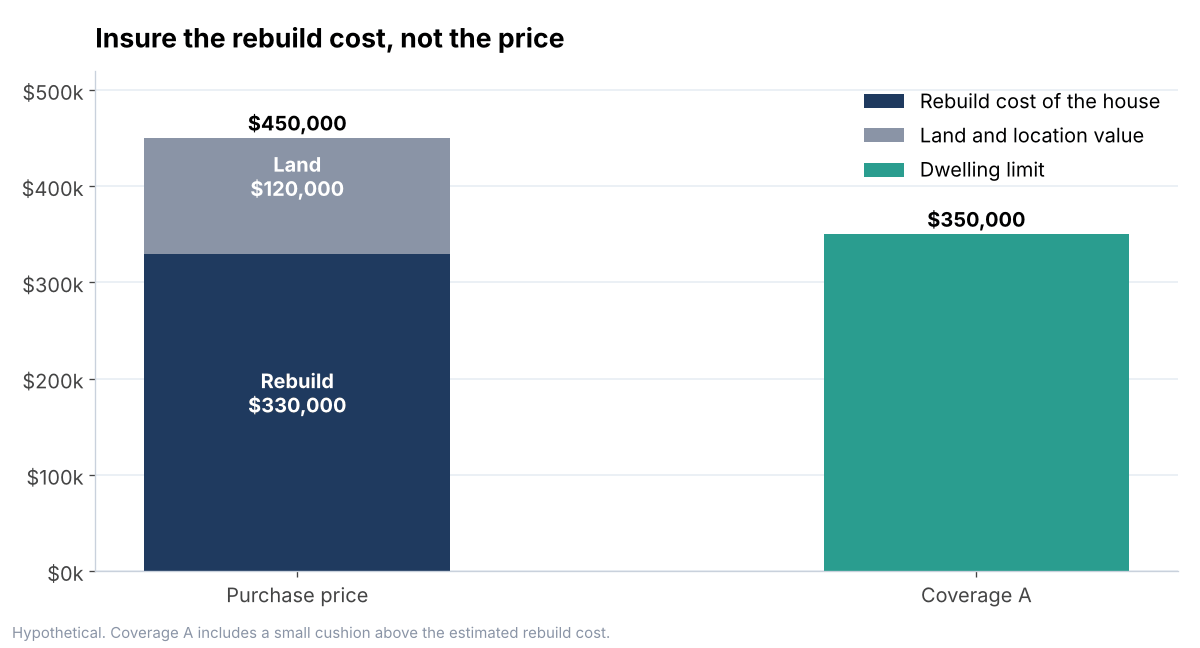 Insure the rebuild cost, not the price
$500k
$400k
$300k
$200k
$100k
$0k
$450,000
Land
$120,000
Rebuild
$330,000
Rebuild cost of the house
Land and location value
Dwelling limit
$350,000
Purchase price
Coverage A
Hypothetical. Coverage A includes a small cushion above the estimated rebuild cost.